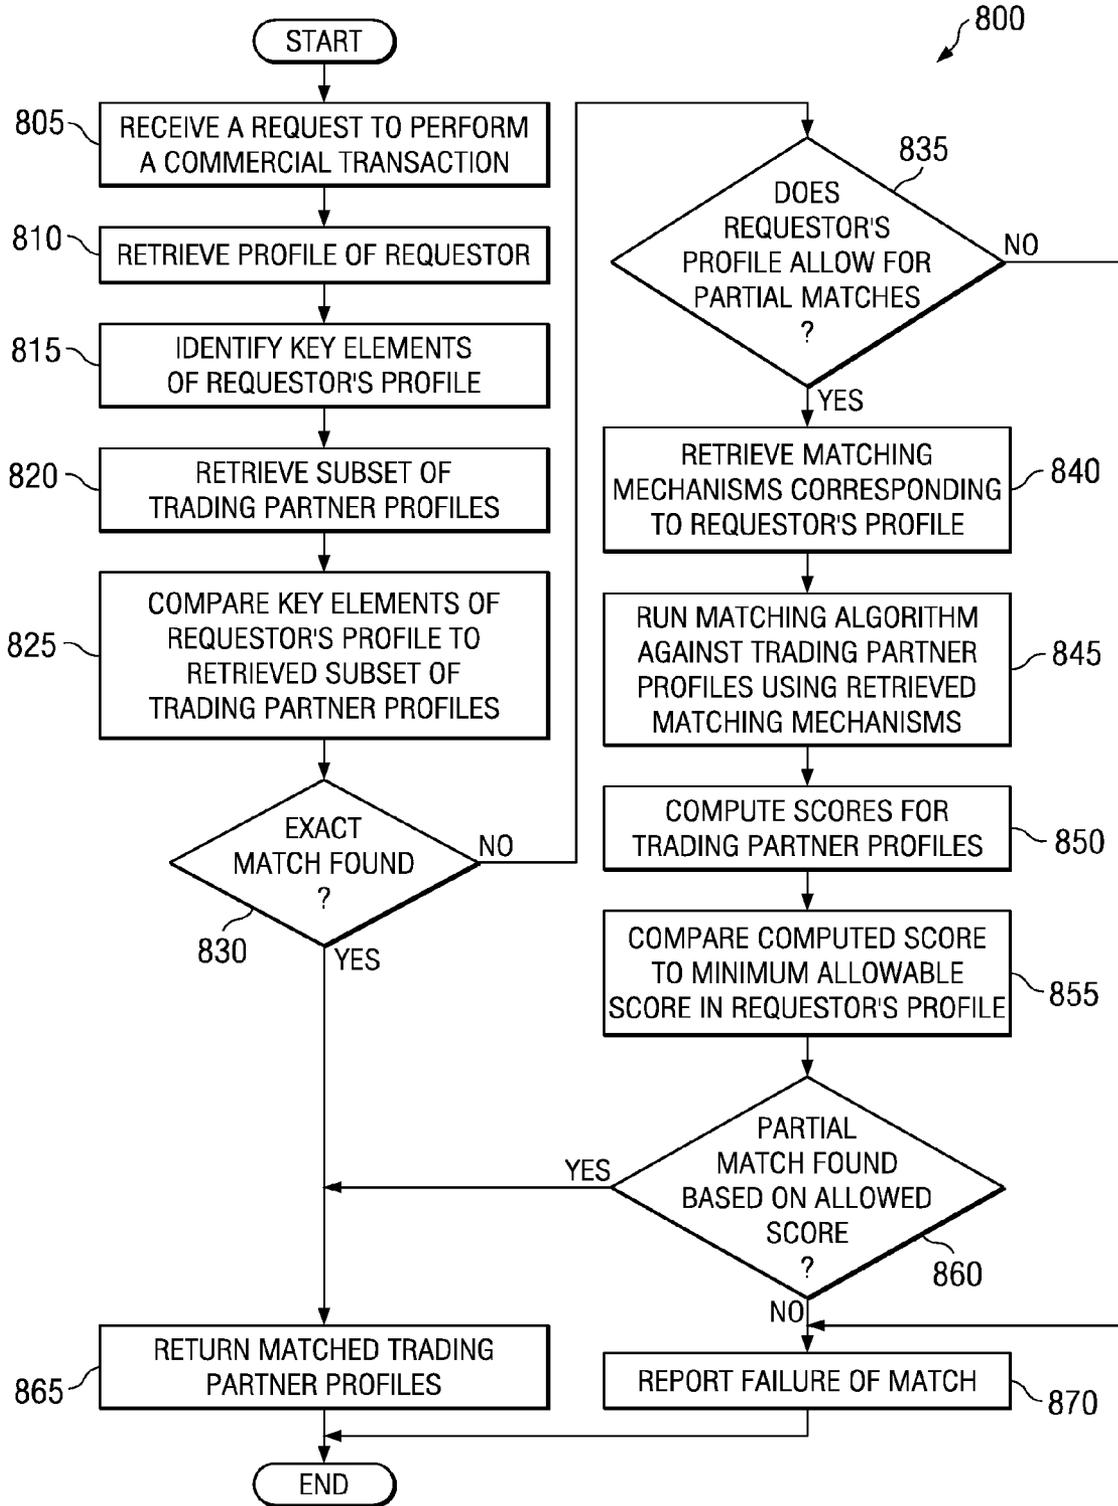 800
START
805
RECEIVE A REQUEST TO PERFORM
A COMMERCIAL TRANSACTION
810
RETRIEVE PROFILE OF REQUESTOR
815
IDENTIFY KEY ELEMENTS
OF REQUESTOR'S PROFILE
820
RETRIEVE SUBSET OF
TRADING PARTNER PROFILES
825
COMPARE KEY ELEMENTS OF
REQUESTOR'S PROFILE TO
RETRIEVED SUBSET OF
TRADING PARTNER PROFILES
EXACT
MATCH FOUND
?
NO
830
YES
835
DOES
REQUESTOR'S
PROFILE ALLOW FOR
PARTIAL MATCHES
?
NO
YES
RETRIEVE MATCHING
MECHANISMS CORRESPONDING
TO REQUESTOR'S PROFILE
840
RUN MATCHING ALGORITHM
AGAINST TRADING PARTNER
PROFILES USING RETRIEVED
MATCHING MECHANISMS
845
COMPUTE SCORES FOR
TRADING PARTNER PROFILES
850
COMPARE COMPUTED SCORE
TO MINIMUM ALLOWABLE
SCORE IN REQUESTOR'S PROFILE
855
PARTIAL
MATCH FOUND
BASED ON ALLOWED
SCORE
?
YES
860
NO
865
RETURN MATCHED TRADING
PARTNER PROFILES
REPORT FAILURE OF MATCH
870
END